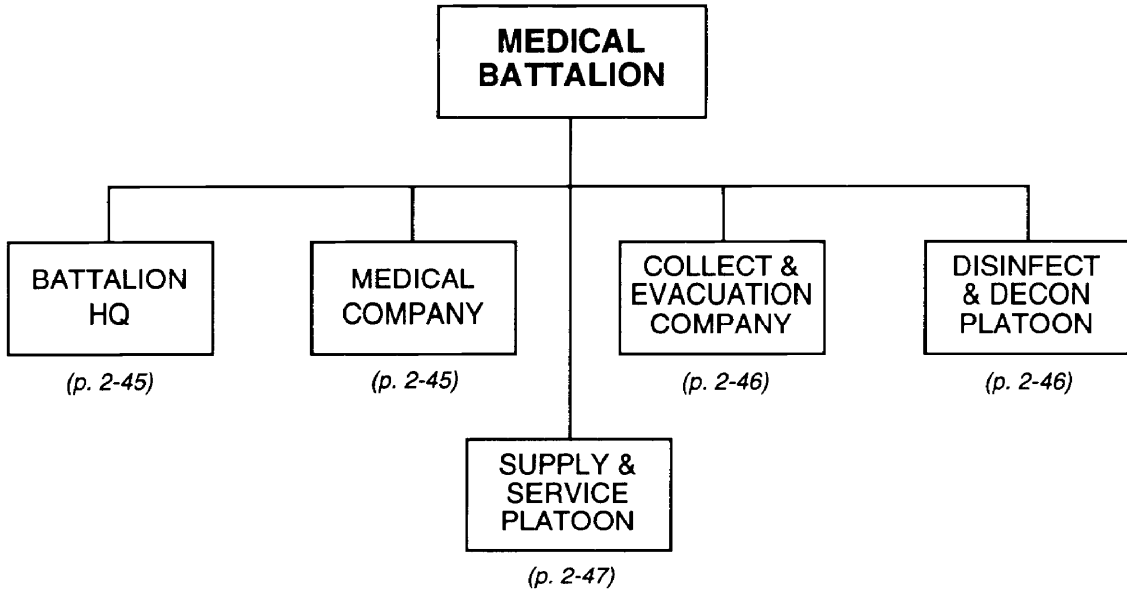 MEDICAL
BATTALION
BATTALION
HQ
(p. 2-45)
MEDICAL
COMPANY
(p. 2-45)
COLLECT &
EVACUATION
COMPANY
(p. 2-46)
DISINFECT
& DECON
PLATOON
(p. 2-46)
SUPPLY &
SERVICE
PLATOON
(p. 2-47)